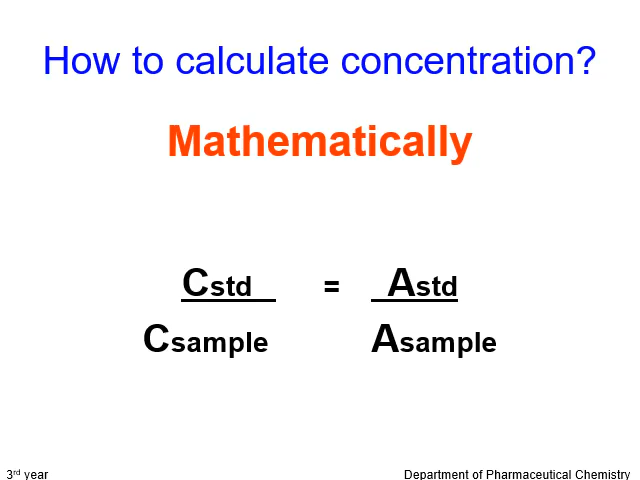 How to calculate concentration?
Mathematically
Cstd = Astd
Csample Asample
3rd year Department of Pharmaceutical Chemistry